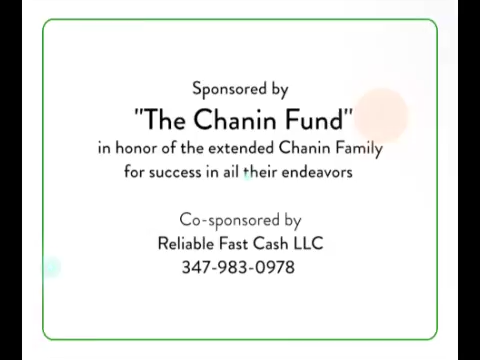 Sponsored by
"The Chanin Fund"
in honor of the extended Chanin Family
for success in ail their endeavors
Co-sponsored by
Reliable Fast Cash LLC
347-983-0978